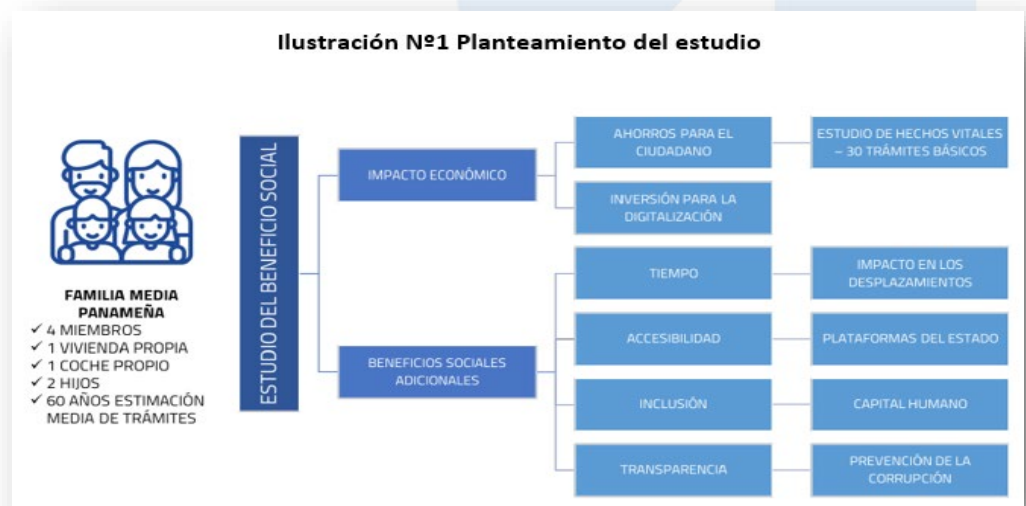 Ilustración Nº1 Planteamiento del estudio
FAMILIA MEDIA
PANAMEÑA
✓ 4 MIEMBROS
✓ 1 VIVIENDA PROPIA
✓ 1 COCHE PROPIO
✓ 2 HIJOS
✓ 60 AÑOS ESTIMACIÓN
MEDIA DE TRÁMITES
ESTUDIO DEL BENEFICIO SOCIAL
IMPACTO ECONÓMICO
AHORROS PARA EL
CIUDADANO
ESTUDIO DE HECHOS VITALES
– 30 TRÁMITES BÁSICOS
INVERSIÓN PARA LA
DIGITALIZACIÓN
BENEFICIOS SOCIALES
ADICIONALES
TIEMPO
IMPACTO EN LOS
DESPLAZAMIENTOS
ACCESIBILIDAD
PLATAFORMAS DEL ESTADO
INCLUSIÓN
CAPITAL HUMANO
TRANSPARENCIA
PREVENCIÓN DE LA
CORRUPCIÓN